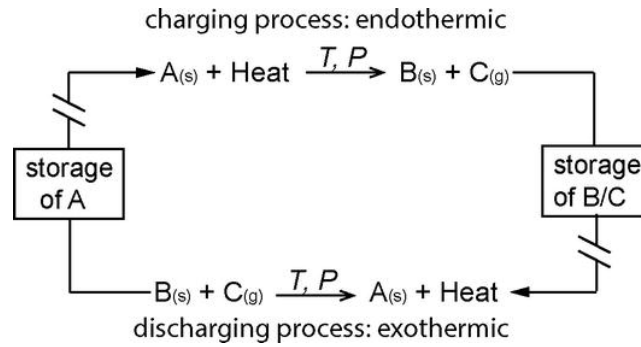 charging process: endothermic
A(s) + Heat T, P B(s) + C(g)
storage
of A
storage
of B/C
B(s) + C(g) T, P A(s) + Heat
discharging process: exothermic